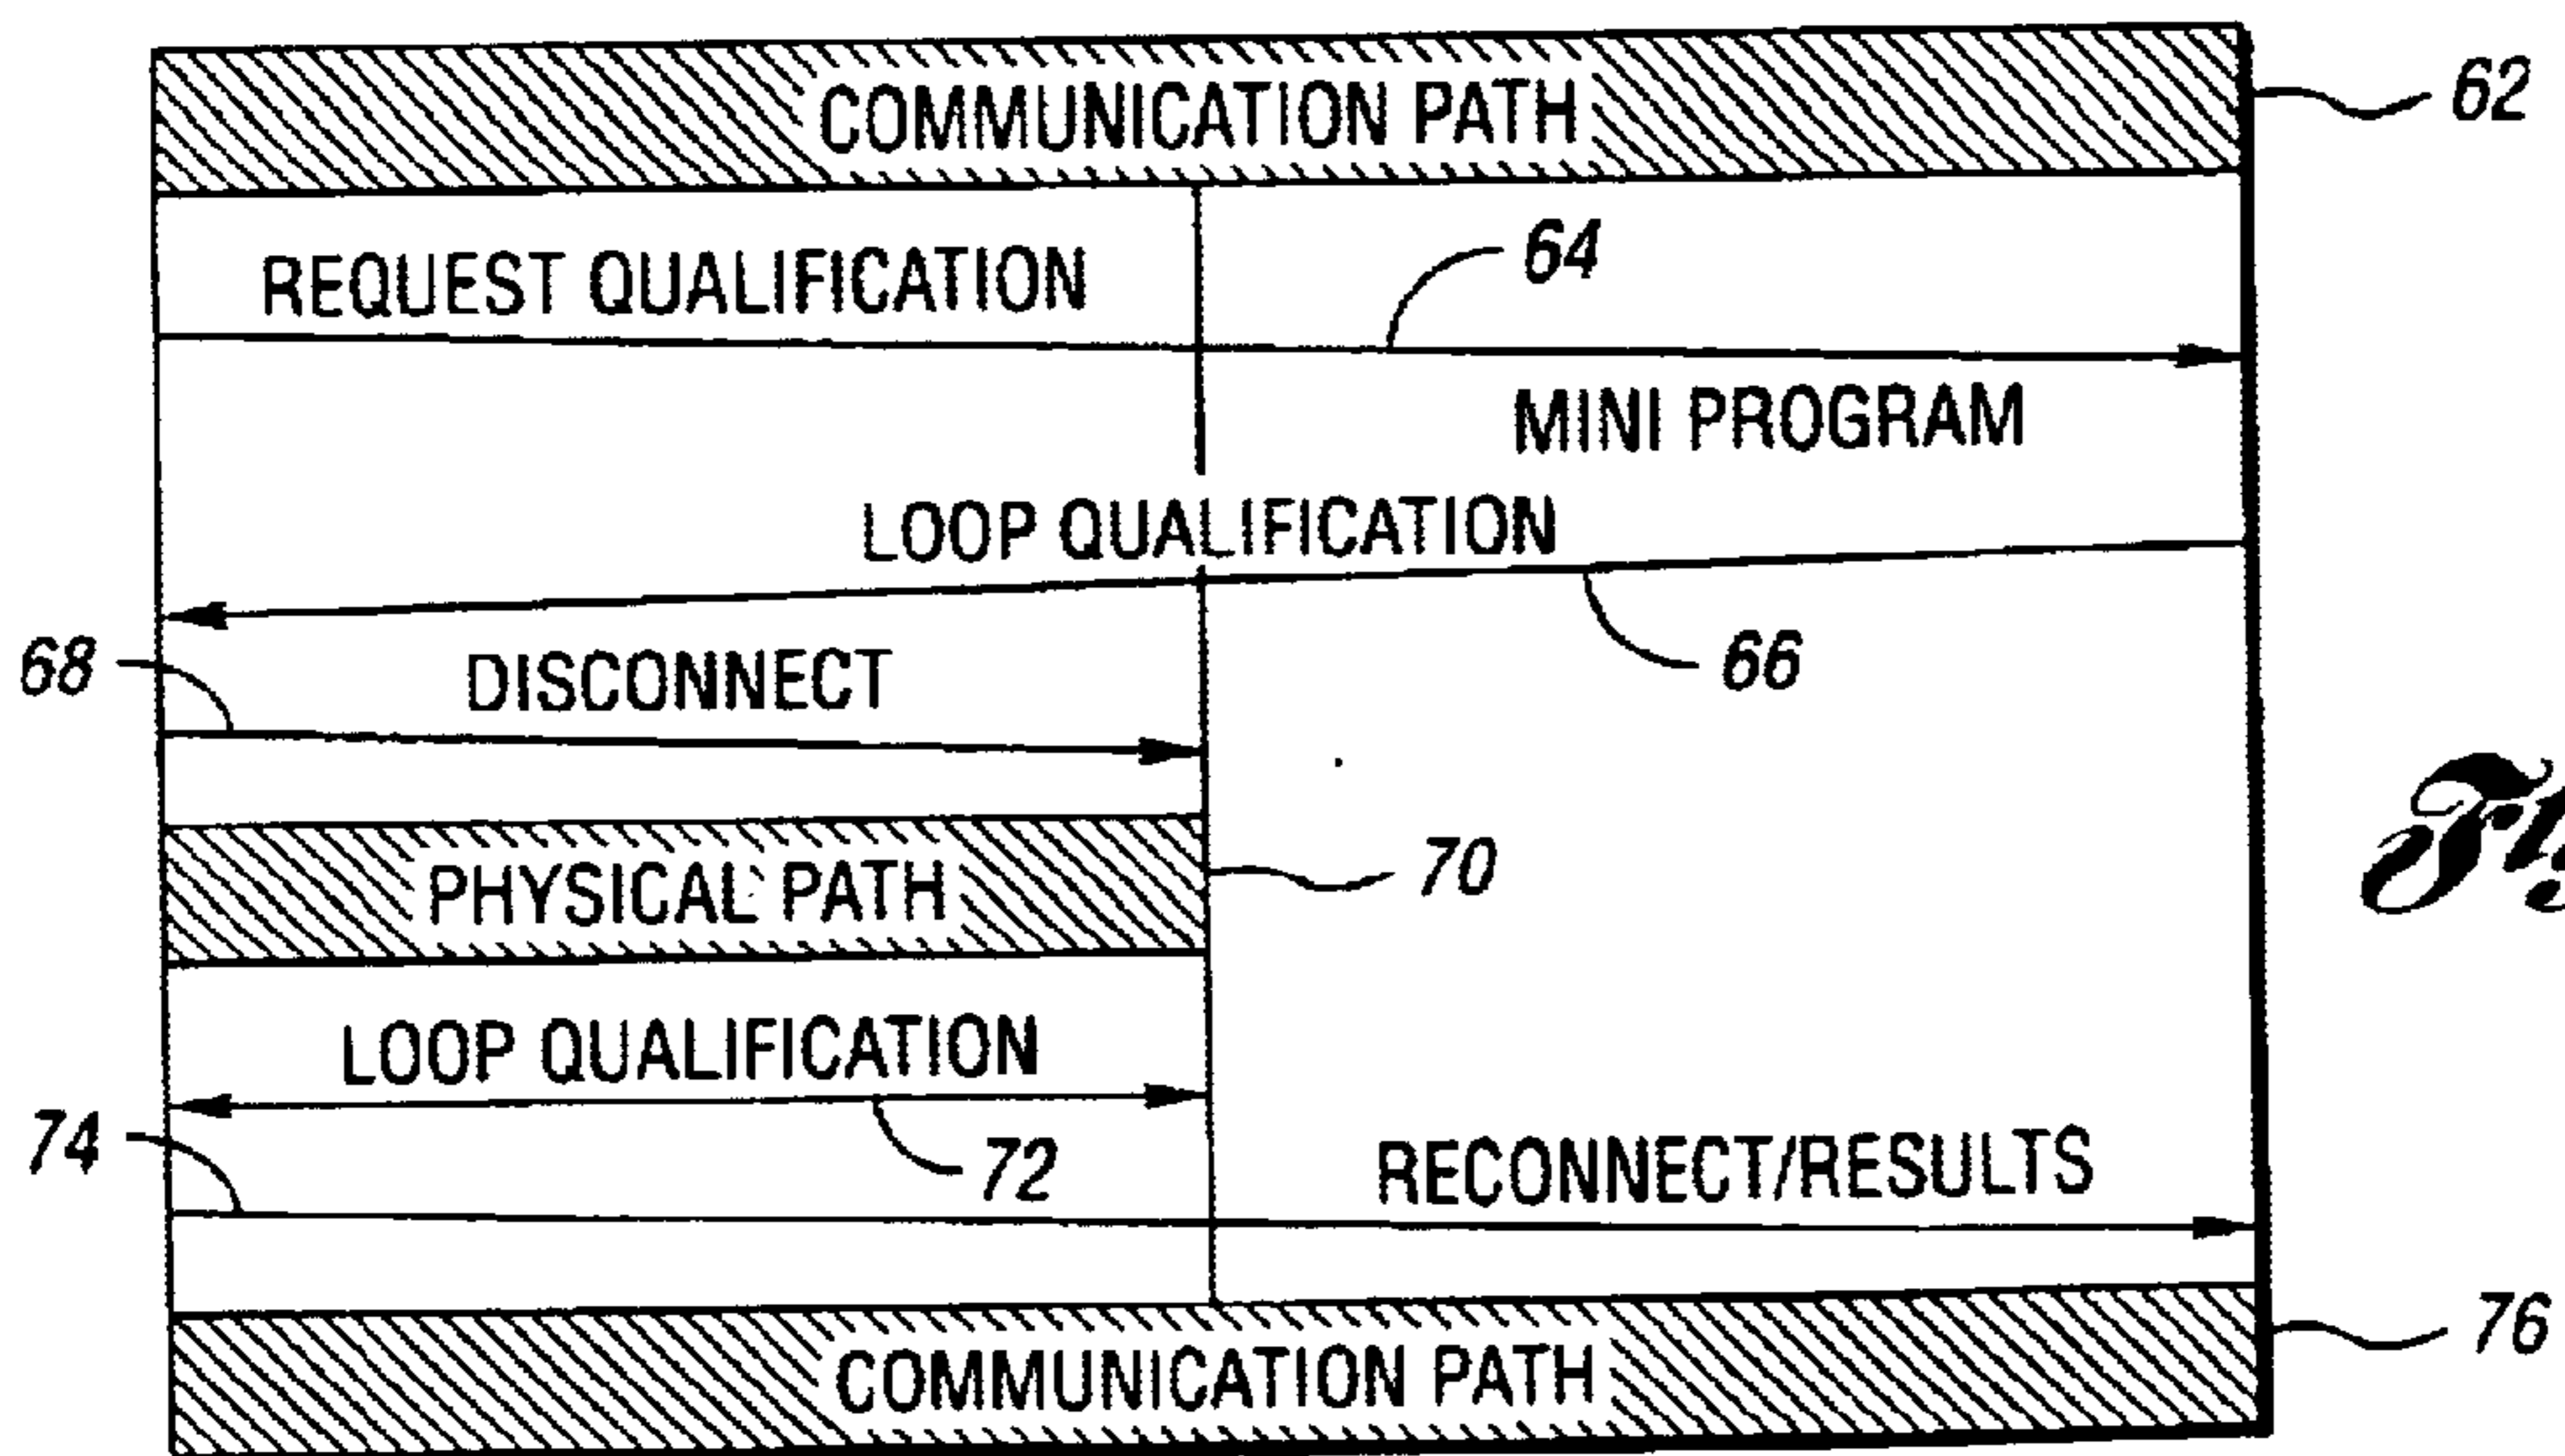 COMMUNICATION PATH
62
REQUEST QUALIFICATION
64
MINI PROGRAM
LOOP QUALIFICATION
66
68
DISCONNECT
PHYSICAL PATH
70
LOOP QUALIFICATION
72
74
RECONNECT/RESULTS
COMMUNICATION PATH
76